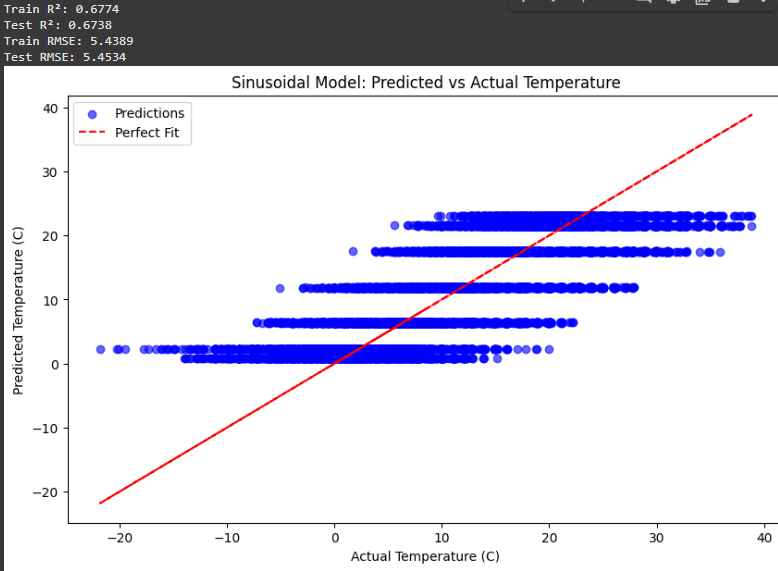 Train R²: 0.6774
Test R²: 0.6738
Train RMSE: 5.4389
Test RMSE: 5.4534
Sinusoidal Model: Predicted vs Actual Temperature
Predictions
Perfect Fit
40
30
20
10
0
−10
−20
Predicted Temperature (C)
−20 −10 0 10 20 30 40
Actual Temperature (C)